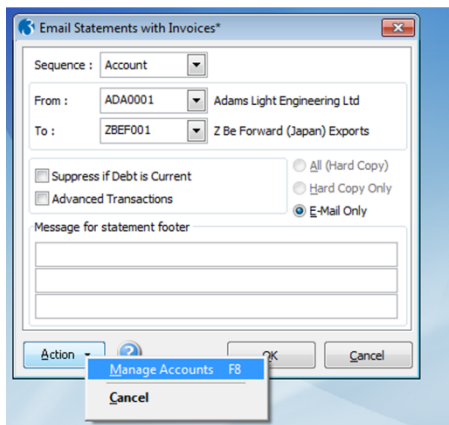 Email Statements with Invoices*
Sequence : Account
From : ADA0001 Adams Light Engineering Ltd
To : ZBEF001 Z Be Forward (Japan) Exports
Suppress if Debt is Current
Advanced Transactions
All (Hard Copy)
Hard Copy Only
E-Mail Only
Message for statement footer
Action OK Cancel
Manage Accounts F8
Cancel